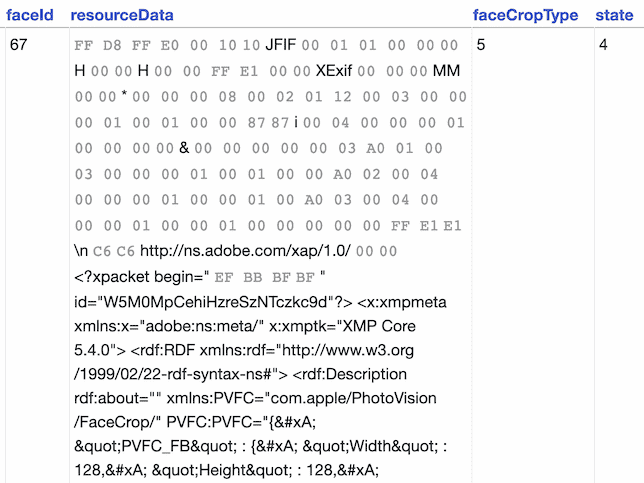 faceId resourceData faceCropType state
67 FF D8 FF E0 00 10 10 JFIF 00 01 01 00 00 00 5 4
H 00 00 H 00 00 FF E1 00 00 XExif 00 00 00 MM
00 00 * 00 00 00 08 00 02 01 12 00 03 00 00
00 01 00 01 00 00 87 87 i 00 04 00 00 00 01
00 00 00 00 & 00 00 00 00 00 03 A0 01 00
03 00 00 00 01 00 01 00 00 A0 02 00 04
00 00 00 01 00 00 01 00 A0 03 00 04 00
00 00 01 00 00 01 00 00 00 00 00 FF E1 E1
\n C6 C6 http://ns.adobe.com/xap/1.0/ 00 00
<?xpacket begin=" EF BB BF BF "
id="W5M0MpCehiHzreSzNTczkc9d"?> <x:xmpmeta
xmlns:x="adobe:ns:meta/" x:xmptk="XMP Core
5.4.0"> <rdf:RDF xmlns:rdf="http://www.w3.org
/1999/02/22-rdf-syntax-ns#"> <rdf:Description
rdf:about="" xmlns:PVFC="com.apple/PhotoVision
/FaceCrop/" PVFC:PVFC="{&#xA;
&quot;PVFC_FB&quot; : {&#xA; &quot;Width&quot; :
128,&#xA; &quot;Height&quot; : 128,&#xA;